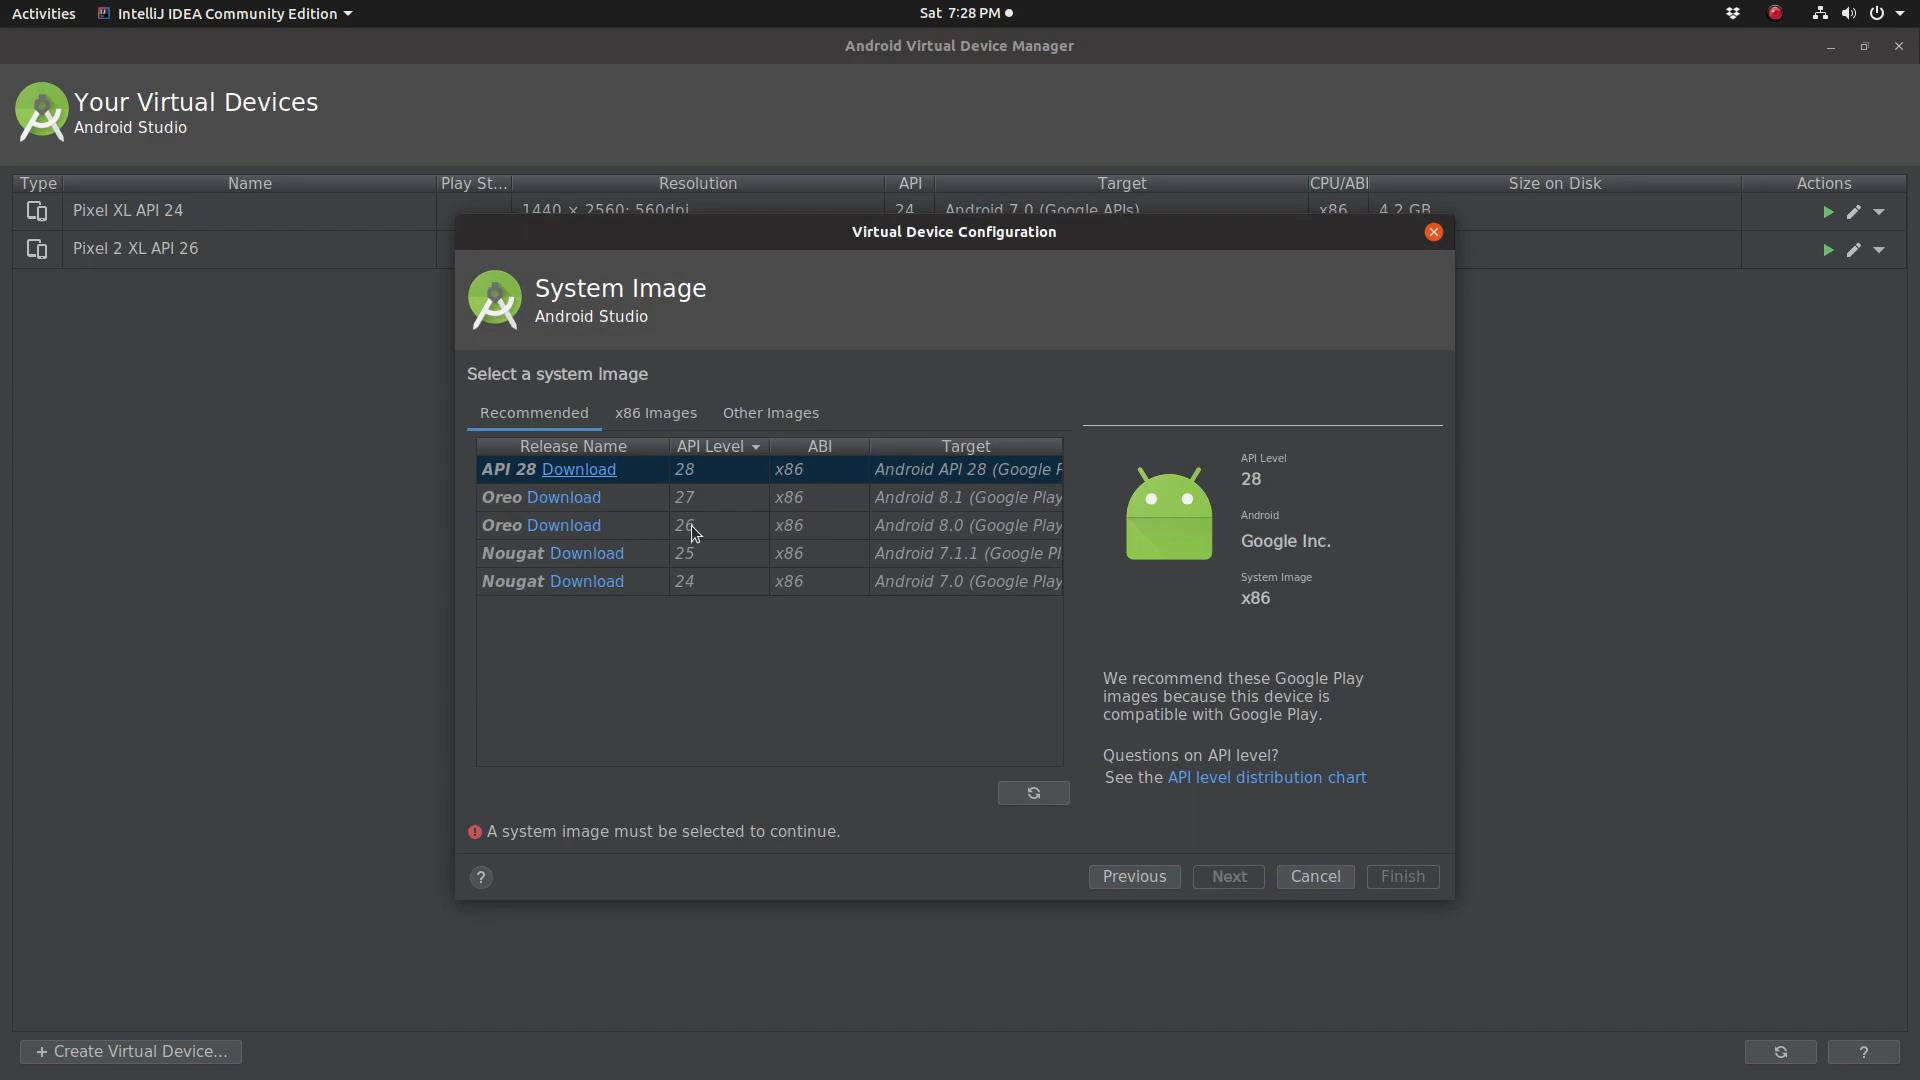 Activities IntelliJ IDEA Community Edition Sat 7:28 PM
Android Virtual Device Manager
Your Virtual Devices
Android Studio
Type Name Play St... Resolution API Target CPU/ABI Size on Disk Actions
Pixel XL API 24 1440 × 2560: 560dpi 24 Android 7.0 (Google APIs) x86 4.2 GB
Pixel 2 XL API 26
Virtual Device Configuration
System Image
Android Studio
Select a system image
Recommended x86 Images Other Images
Release Name API Level ABI Target
API 28 Download 28 x86 Android API 28 (Google P
Oreo Download 27 x86 Android 8.1 (Google Play
Oreo Download 26 x86 Android 8.0 (Google Play
Nougat Download 25 x86 Android 7.1.1 (Google Pl
Nougat Download 24 x86 Android 7.0 (Google Play
API Level
28
Android
Google Inc.
System Image
x86
We recommend these Google Play
images because this device is
compatible with Google Play.
Questions on API level?
See the API level distribution chart
A system image must be selected to continue.
? Previous Next Cancel Finish
+ Create Virtual Device... ?